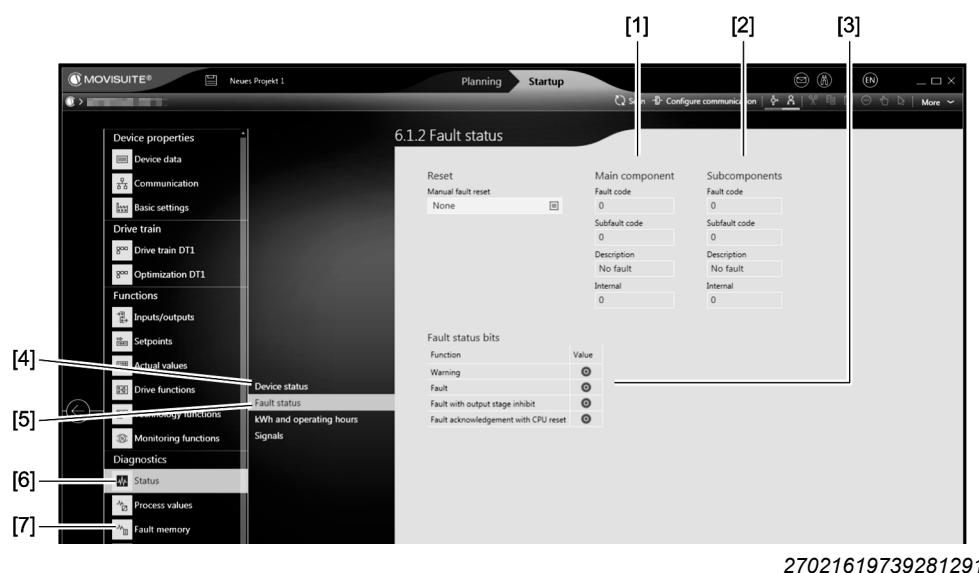 [1] [2] [3]
MOVISUITE® Neues Projekt 1 Planning Startup EN
Configure communication More
6.1.2 Fault status
Device properties
Device data
Communication
Basic settings
Drive train
Drive train DT1
Optimization DT1
Functions
Inputs/outputs
Setpoints
[4] Actual values
Drive functions
[5] functions
Monitoring functions
Diagnostics
[6] Status
Process values
[7] Fault memory
Device status
Fault status
kWh and operating hours
Signals
Reset
Manual fault reset
None
Main component
Fault code
0
Subfault code
0
Description
No fault
Internal
0
Subcomponents
Fault code
0
Subfault code
0
Description
No fault
Internal
0
Fault status bits
Function Value
Warning
Fault
Fault with output stage inhibit
Fault acknowledgement with CPU reset